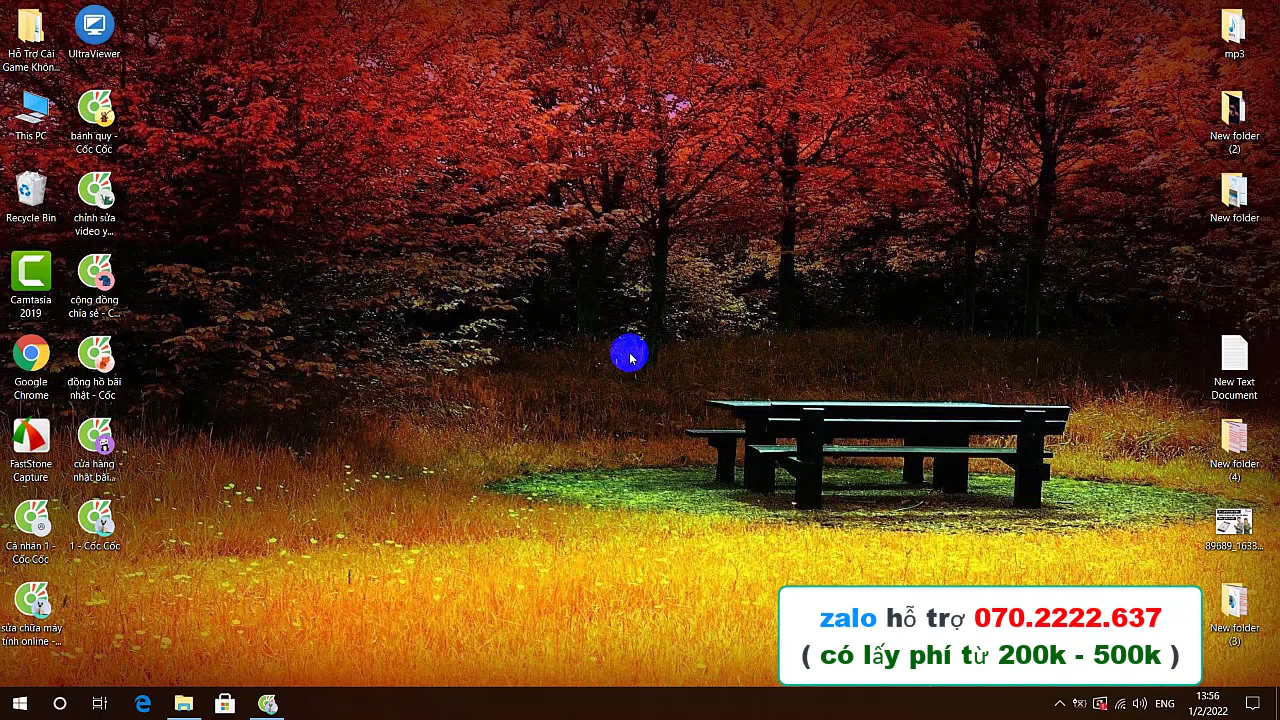 Hỗ Trợ Cài
Game Khôn...
UltraViewer
This PC
bánh quy -
Cốc Cốc
Recycle Bin
chỉnh sửa
video y...
Camtasia
2019
cộng đồng
chia sẻ - C...
Google
Chrome
đồng hồ bãi
nhật - Cốc
FastStone
Capture
cửa hàng
nhật bãi...
Cá nhân 1 -
Cốc Cốc
1 - Cốc Cốc
sửa chữa máy
tính online -...
mp3
New folder
(2)
New folder
New Text
Document
New folder
(4)
89689_1633...
New folder
(3)
zalo hỗ trợ 070.2222.637
( có lấy phí từ 200k - 500k )
ENG
13:56
1/2/2022